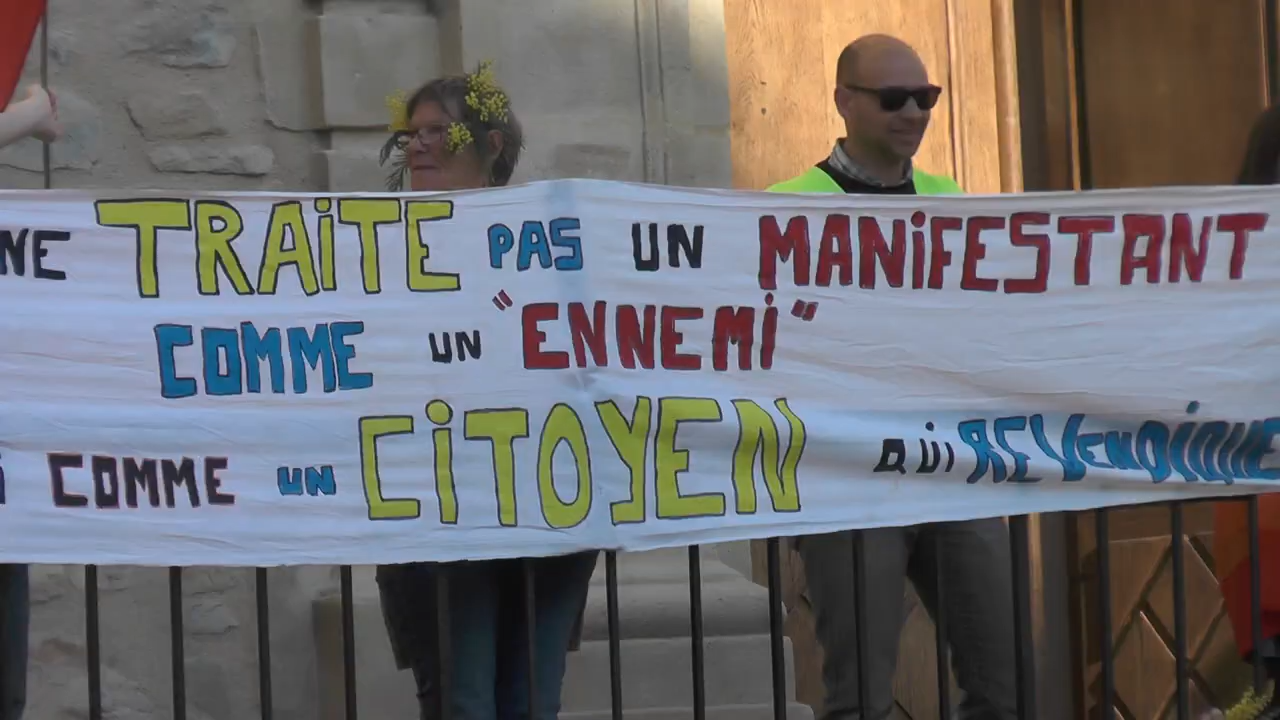 NE TRAiTE PAS UN MANiFESTANT
COMME UN "ENNEMi"
COMME UN CiTOYEN QUi REVENDiQUE